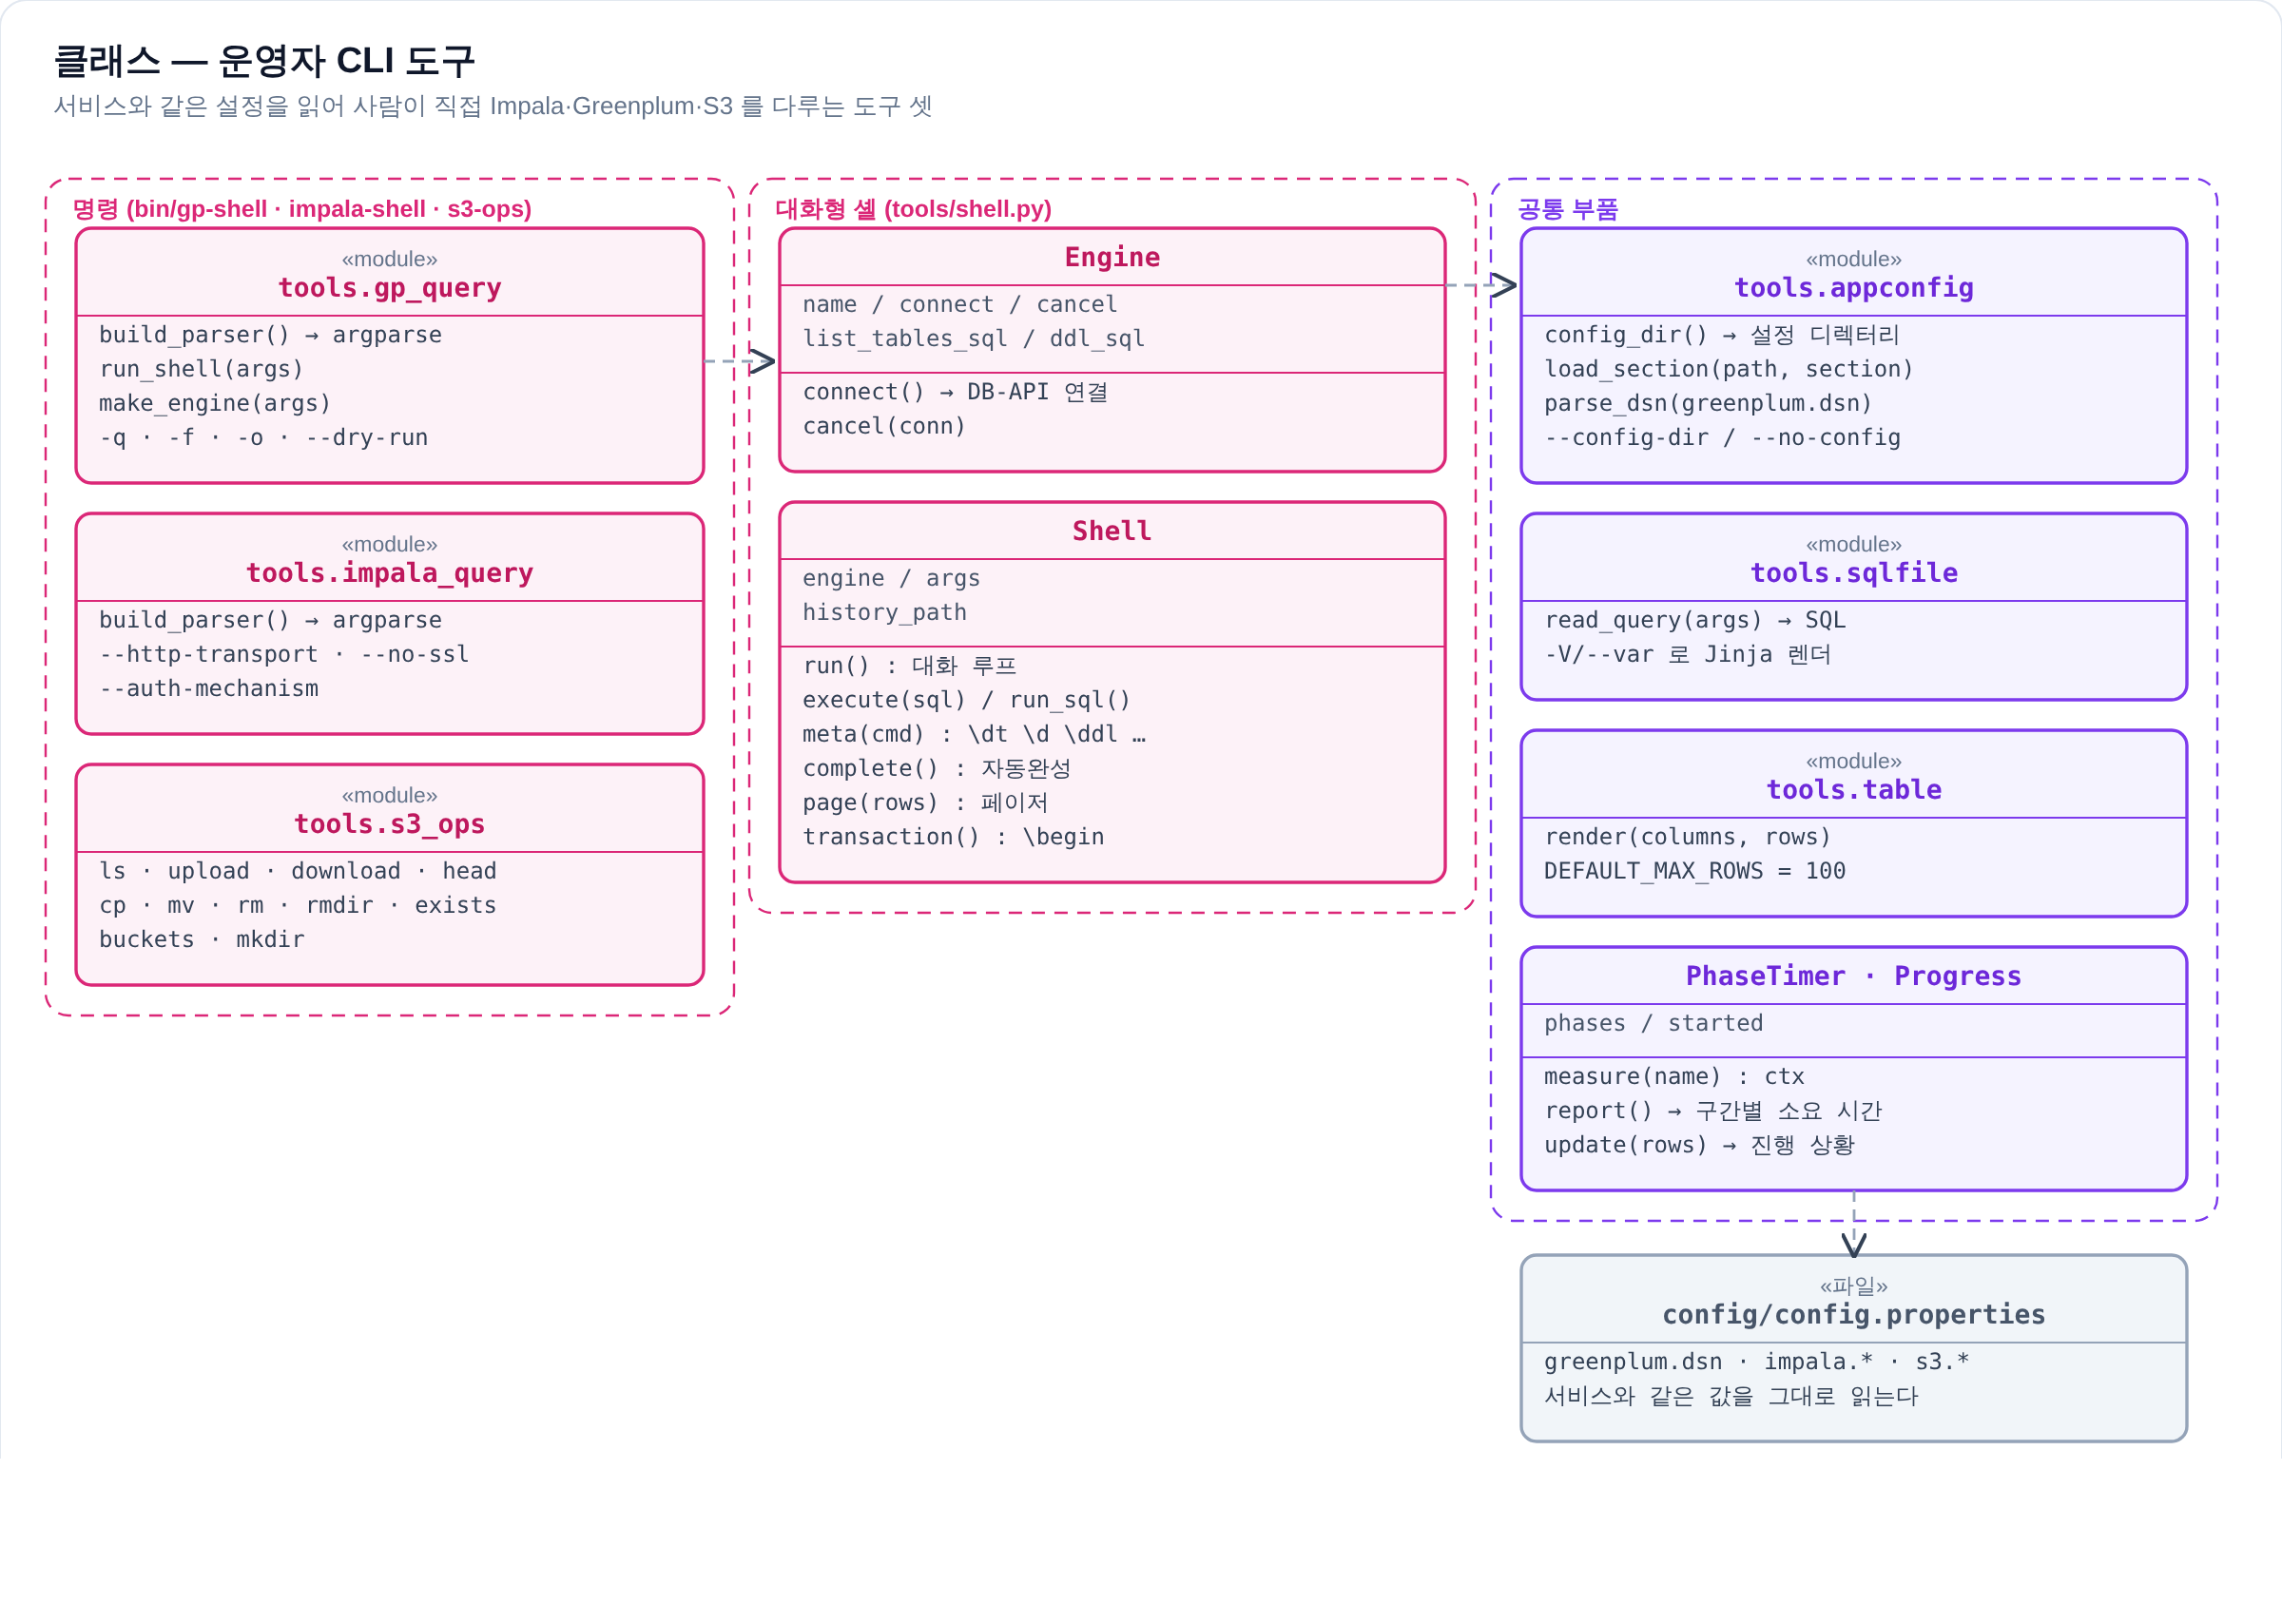 클래스 — 운영자 CLI 도구
서비스와 같은 설정을 읽어 사람이 직접 Impala·Greenplum·S3 를 다루는 도구 셋
명령 (bin/gp-shell · impala-shell · s3-ops)
«module»
tools.gp_query
build_parser() → argparse
run_shell(args)
make_engine(args)
-q · -f · -o · --dry-run
«module»
tools.impala_query
build_parser() → argparse
--http-transport · --no-ssl
--auth-mechanism
«module»
tools.s3_ops
ls · upload · download · head
cp · mv · rm · rmdir · exists
buckets · mkdir
대화형 셸 (tools/shell.py)
Engine
name / connect / cancel
list_tables_sql / ddl_sql
connect() → DB-API 연결
cancel(conn)
Shell
engine / args
history_path
run() : 대화 루프
execute(sql) / run_sql()
meta(cmd) : \dt \d \ddl …
complete() : 자동완성
page(rows) : 페이저
transaction() : \begin
공통 부품
«module»
tools.appconfig
config_dir() → 설정 디렉터리
load_section(path, section)
parse_dsn(greenplum.dsn)
--config-dir / --no-config
«module»
tools.sqlfile
read_query(args) → SQL
-V/--var 로 Jinja 렌더
«module»
tools.table
render(columns, rows)
DEFAULT_MAX_ROWS = 100
PhaseTimer · Progress
phases / started
measure(name) : ctx
report() → 구간별 소요 시간
update(rows) → 진행 상황
«파일»
config/config.properties
greenplum.dsn · impala.* · s3.*
서비스와 같은 값을 그대로 읽는다